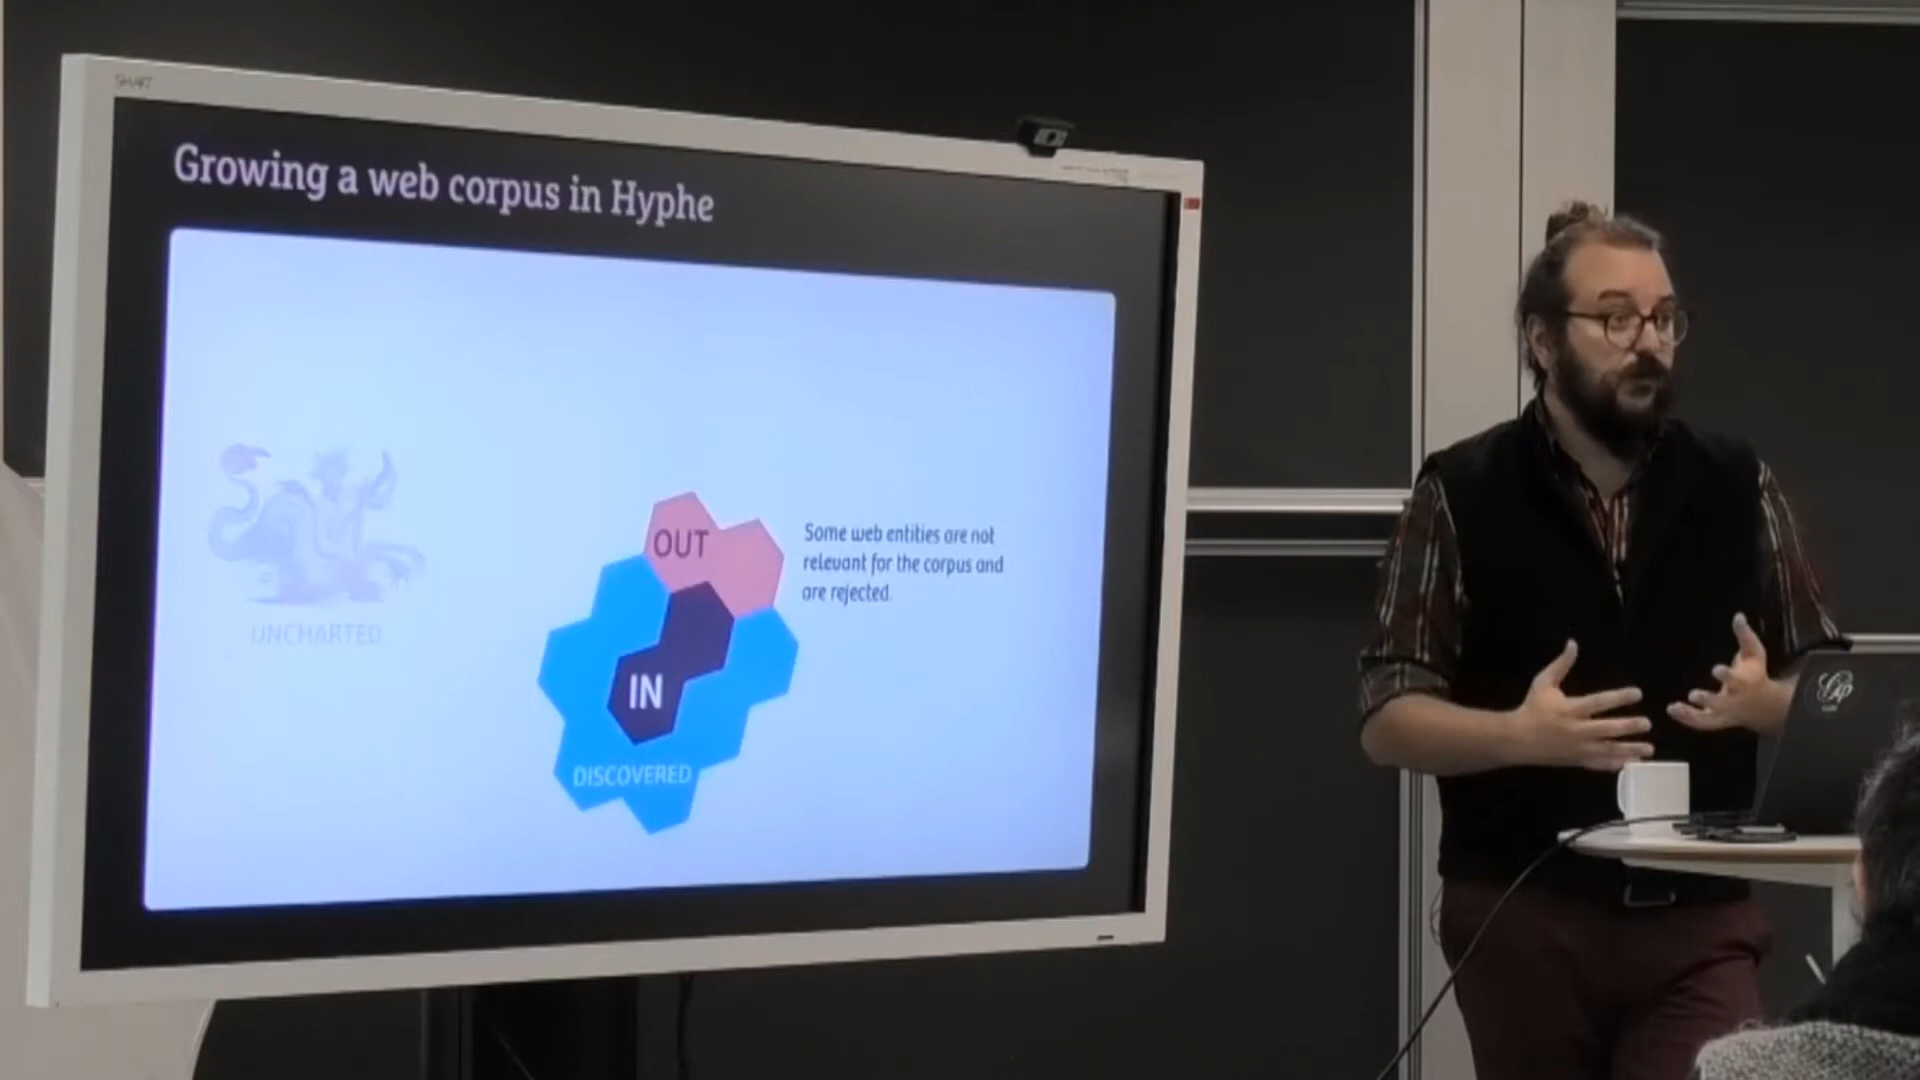 SMART
Growing a web corpus in Hyphe
OUT
Some web entities are not
relevant for the corpus and
are rejected.
UNCHARTED
IN
DISCOVERED